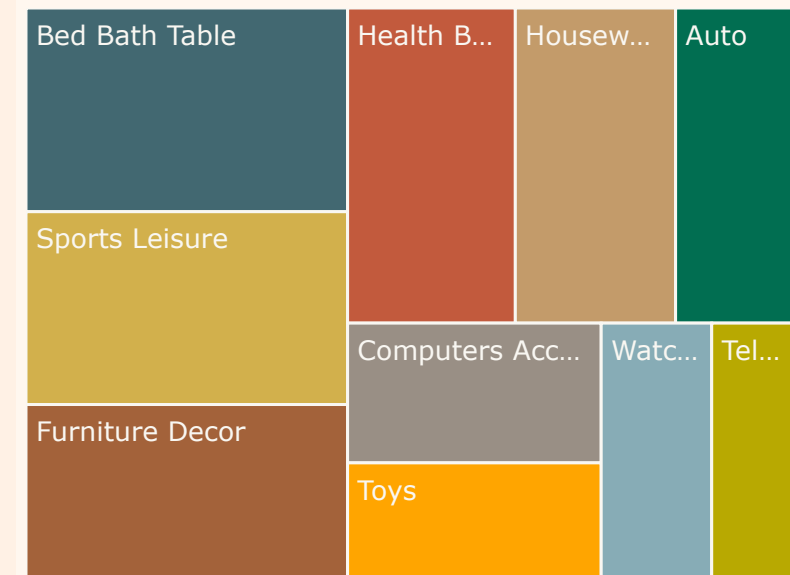 Bed Bath Table
Health B...
Housew...
Auto
Sports Leisure
Computers Acc...
Watc...
Tel...
Furniture Decor
Toys